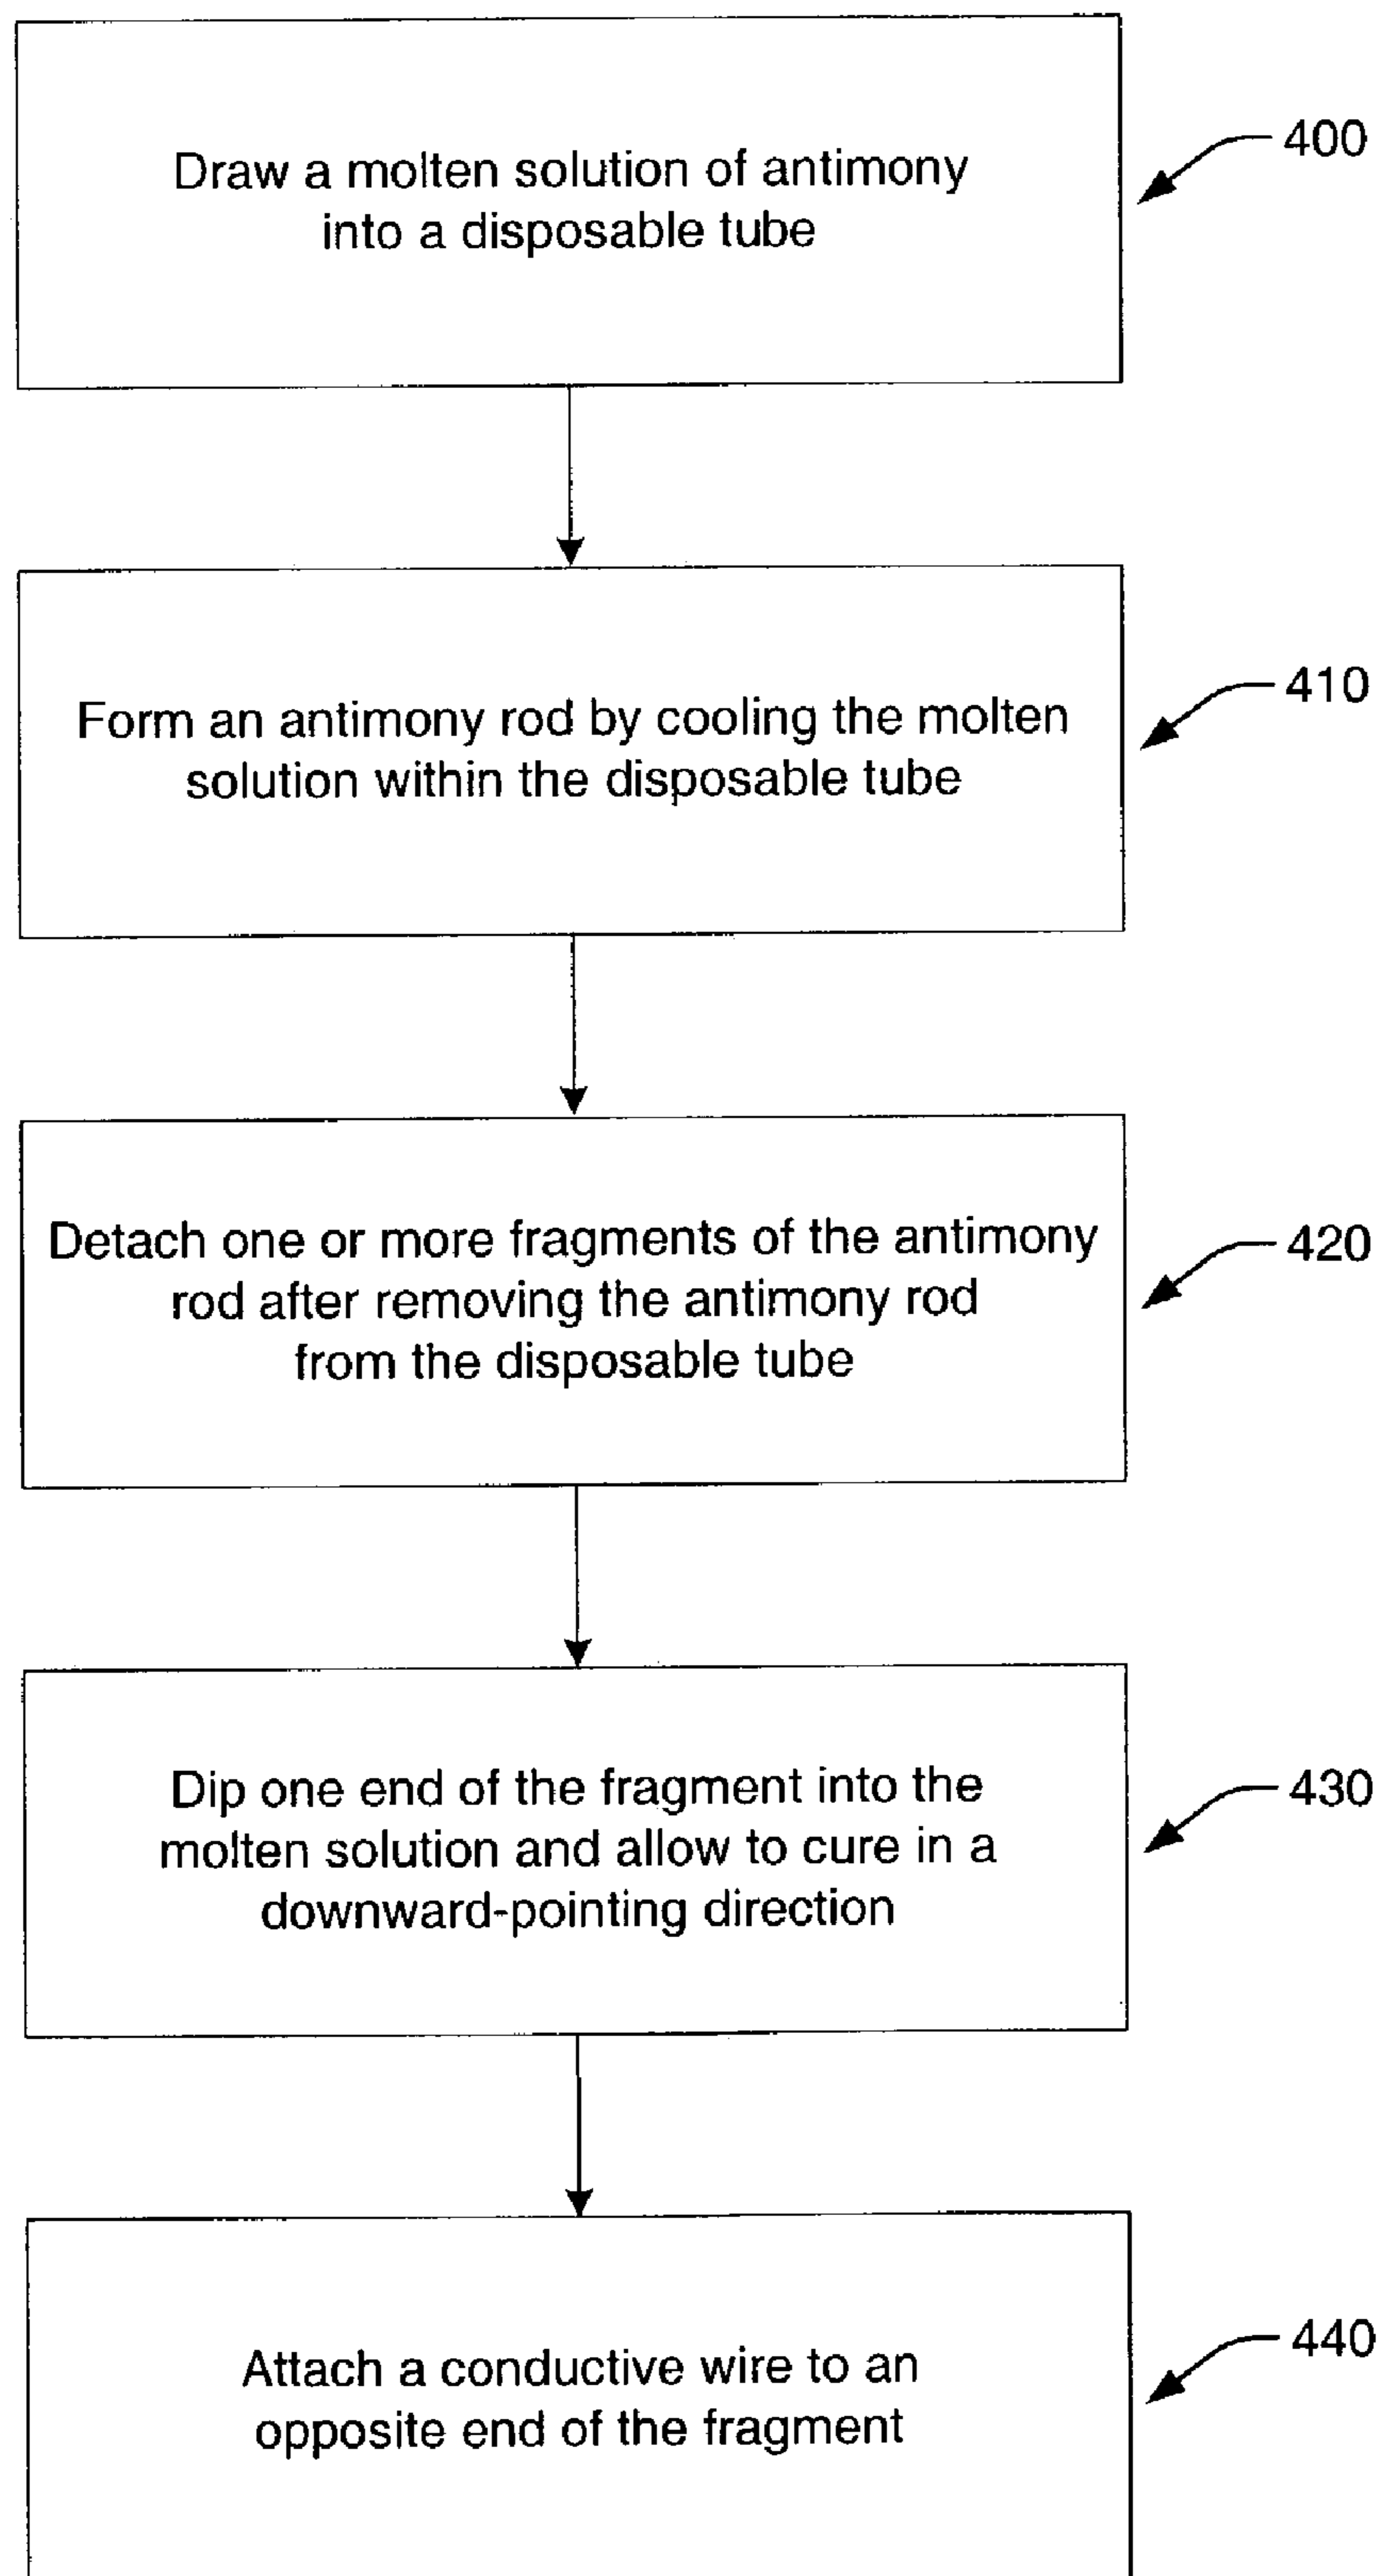 Draw a molten solution of antimony
into a disposable tube
400
Form an antimony rod by cooling the molten
solution within the disposable tube
410
Detach one or more fragments of the antimony
rod after removing the antimony rod
from the disposable tube
420
Dip one end of the fragment into the
molten solution and allow to cure in a
downward-pointing direction
430
Attach a conductive wire to an
opposite end of the fragment
440